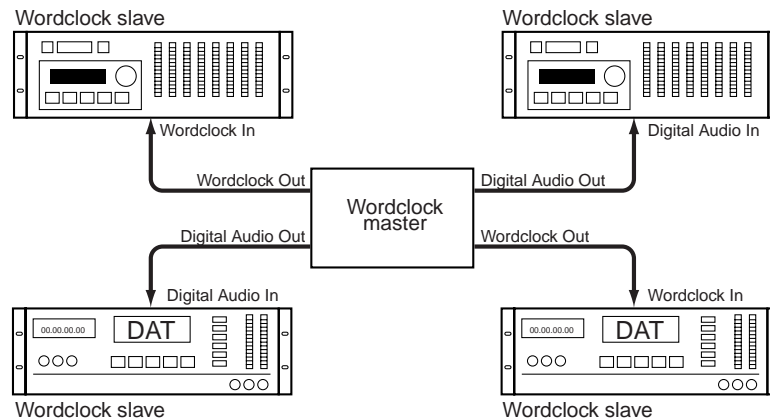 Wordclock slave
Wordclock slave
Wordclock In
Digital Audio In
Wordclock Out
Digital Audio Out
Wordclock
master
Digital Audio Out
Wordclock Out
Digital Audio In
Wordclock In
00.00.00.00
DAT
00.00.00.00
DAT
Wordclock slave
Wordclock slave